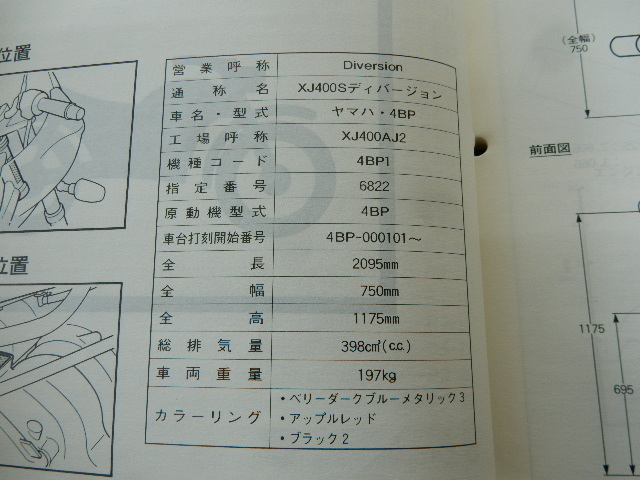 位置
位置
営業呼称 Diversion
通称名 XJ400Sディバージョン
車名・型式 ヤマハ・4BP
工場呼称 XJ400AJ2
機種コード 4BP1
指定番号 6822
原動機型式 4BP
車台打刻開始番号 4BP-000101～
全長 2095mm
全幅 750mm
全高 1175mm
総排気量 398cm³(c.c.)
車両重量 197kg
カラーリング ・ベリーダークブルーメタリック3
・アップルレッド
・ブラック2
(全幅)
750
前面図
1175
695